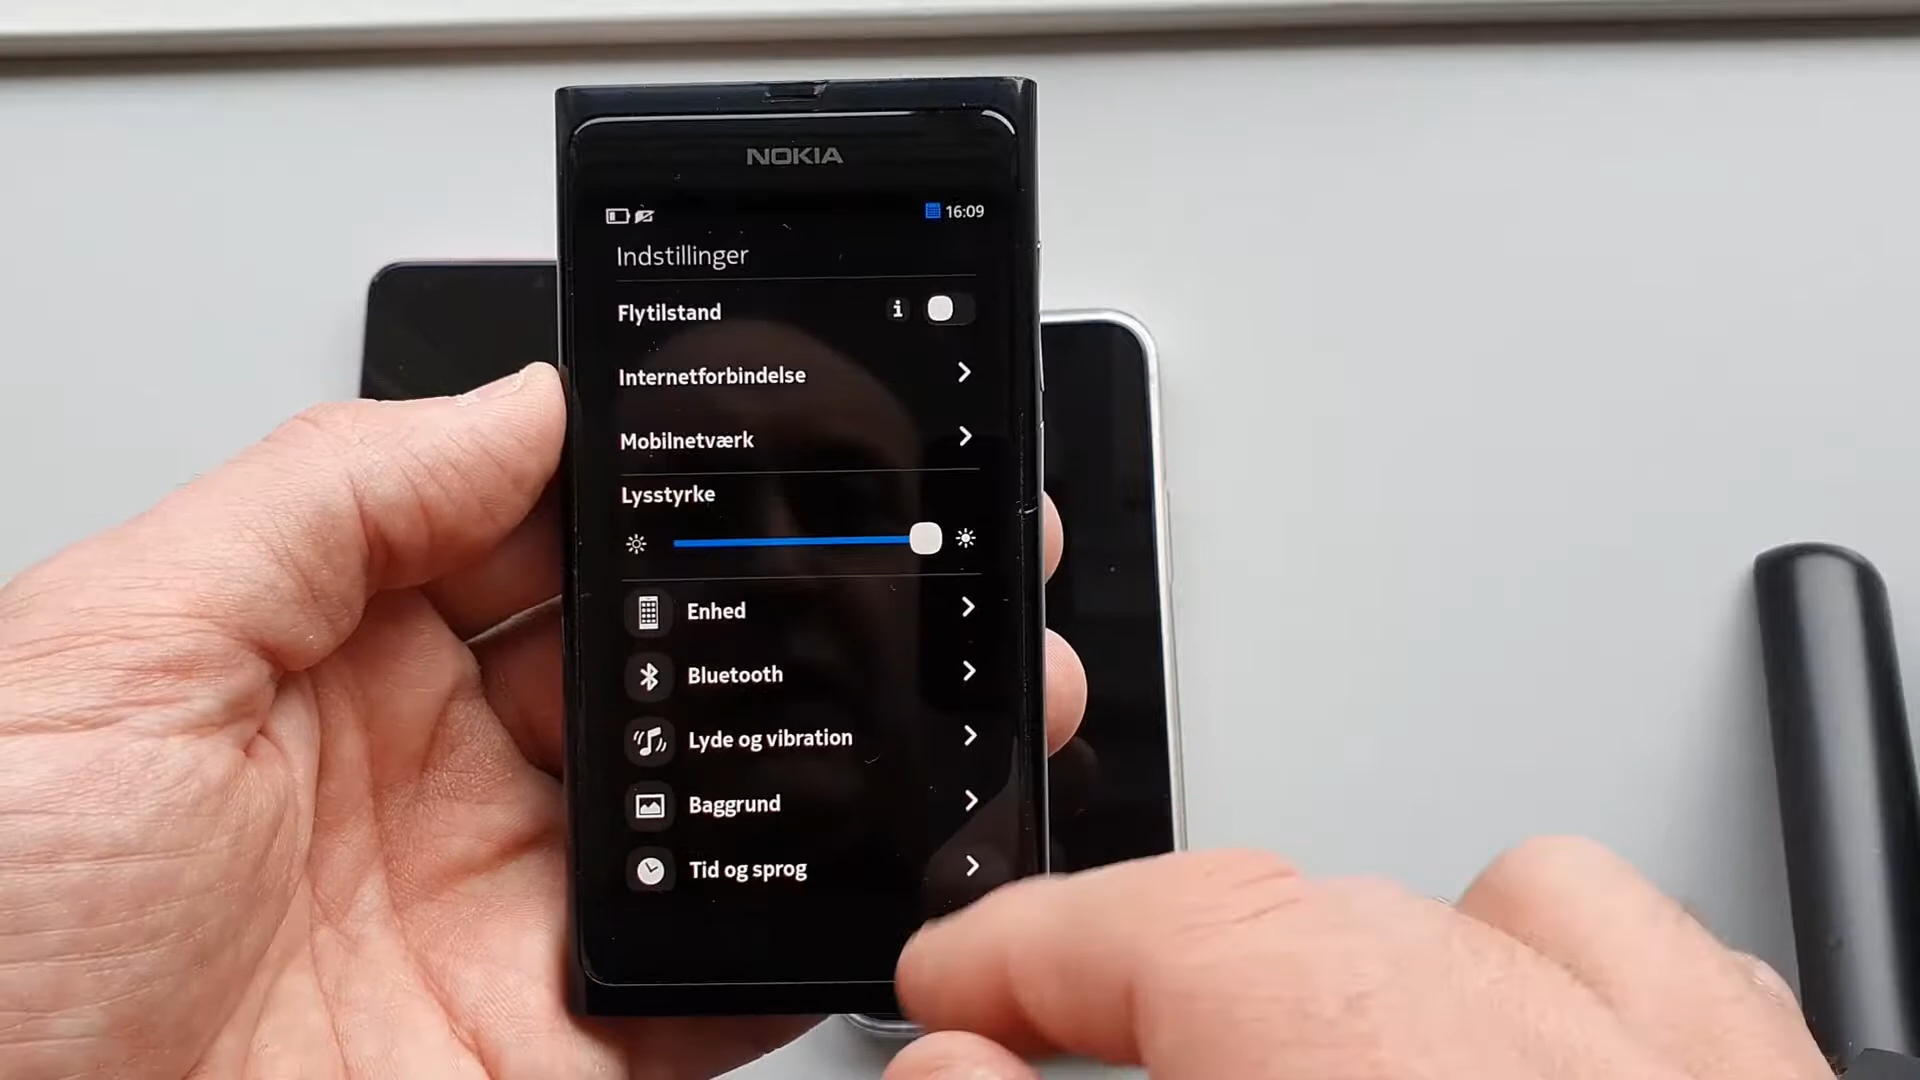 NOKIA
16:09
Indstillinger
Flytilstand
Internetforbindelse
Mobilnetværk
Lysstyrke
Enhed
Bluetooth
Lyde og vibration
Baggrund
Tid og sprog